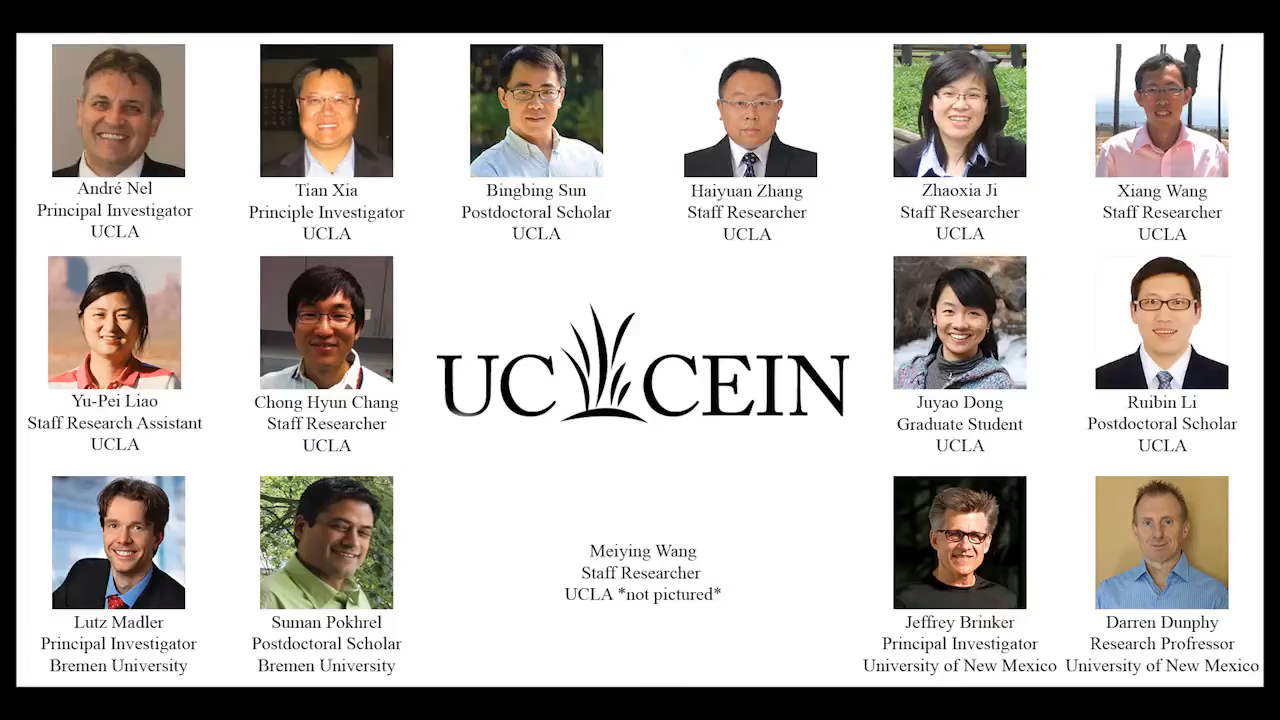 André Nel
Principal Investigator
UCLA
Tian Xia
Principle Investigator
UCLA
Bingbing Sun
Postdoctoral Scholar
UCLA
Haiyuan Zhang
Staff Researcher
UCLA
Zhaoxia Ji
Staff Researcher
UCLA
Xiang Wang
Staff Researcher
UCLA
Yu-Pei Liao
Staff Research Assistant
UCLA
Chong Hyun Chang
Staff Researcher
UCLA
UC CEIN
Juyao Dong
Graduate Student
UCLA
Ruibin Li
Postdoctoral Scholar
UCLA
Lutz Madler
Principal Investigator
Bremen University
Suman Pokhrel
Postdoctoral Scholar
Bremen University
Meiying Wang
Staff Researcher
UCLA *not pictured*
Jeffrey Brinker
Principal Investigator
University of New Mexico
Darren Dunphy
Research Profressor
University of New Mexico